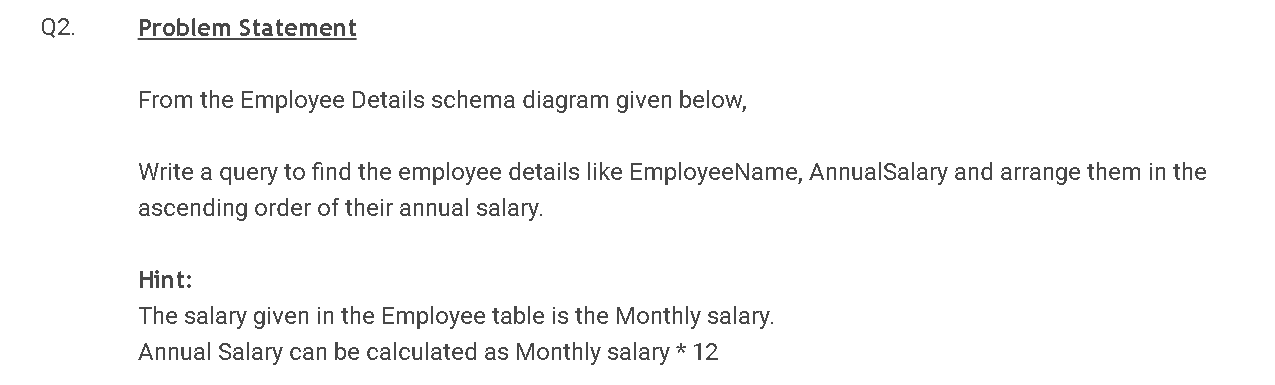 Q2. Problem Statement
From the Employee Details schema diagram given below,
Write a query to find the employee details like EmployeeName, AnnualSalary and arrange them in the
ascending order of their annual salary.
Hint:
The salary given in the Employee table is the Monthly salary.
Annual Salary can be calculated as Monthly salary * 12